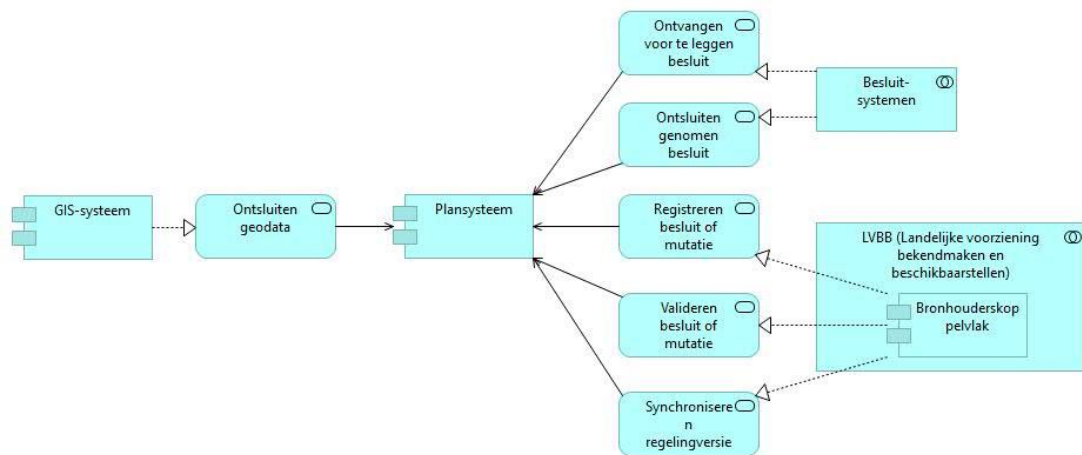 Ontvangen
voor te leggen
besluit
Besluit-
systemen
Ontsluiten
genomen
besluit
GIS-systeem
Ontsluiten
geodata
Plansysteem
Registreren
besluit of
mutatie
LVBB (Landelijke voorziening
bekendmaken en
beschikbaarstellen)
Bronhouderskop
pelvlak
Valideren
besluit of
mutatie
Synchronisere
n
regelingversie